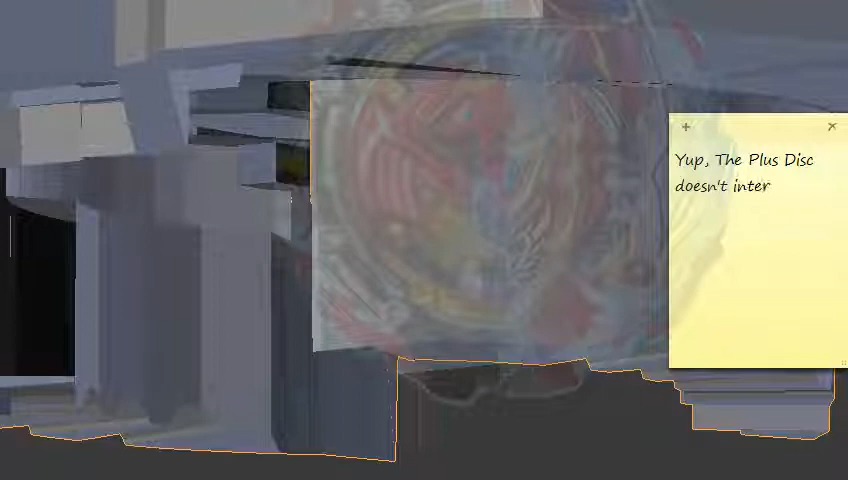 Yup, The Plus Disc
doesn't inter